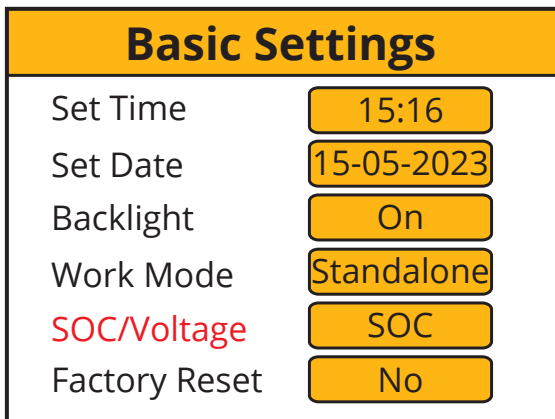 Basic Settings
Set Time 15:16
Set Date 15-05-2023
Backlight On
Work Mode Standalone
SOC/Voltage SOC
Factory Reset No